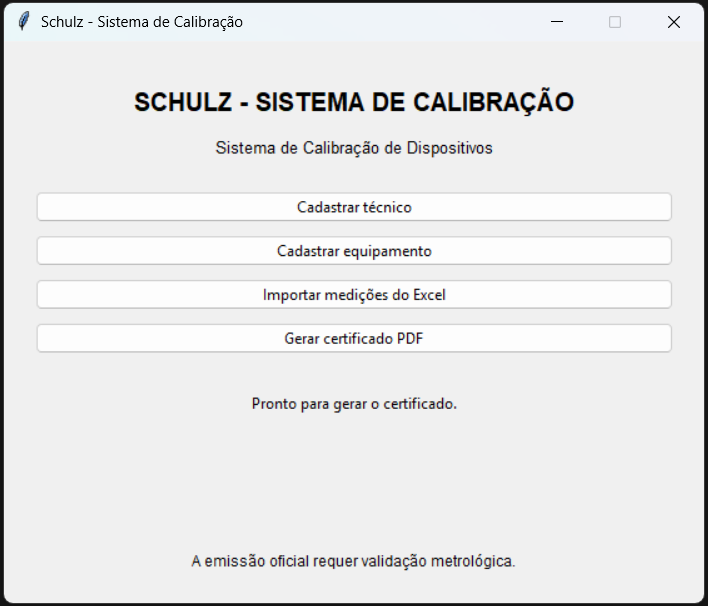 Schulz - Sistema de Calibração
SCHULZ - SISTEMA DE CALIBRAÇÃO
Sistema de Calibração de Dispositivos
Cadastrar técnico
Cadastrar equipamento
Importar medições do Excel
Gerar certificado PDF
Pronto para gerar o certificado.
A emissão oficial requer validação metrológica.